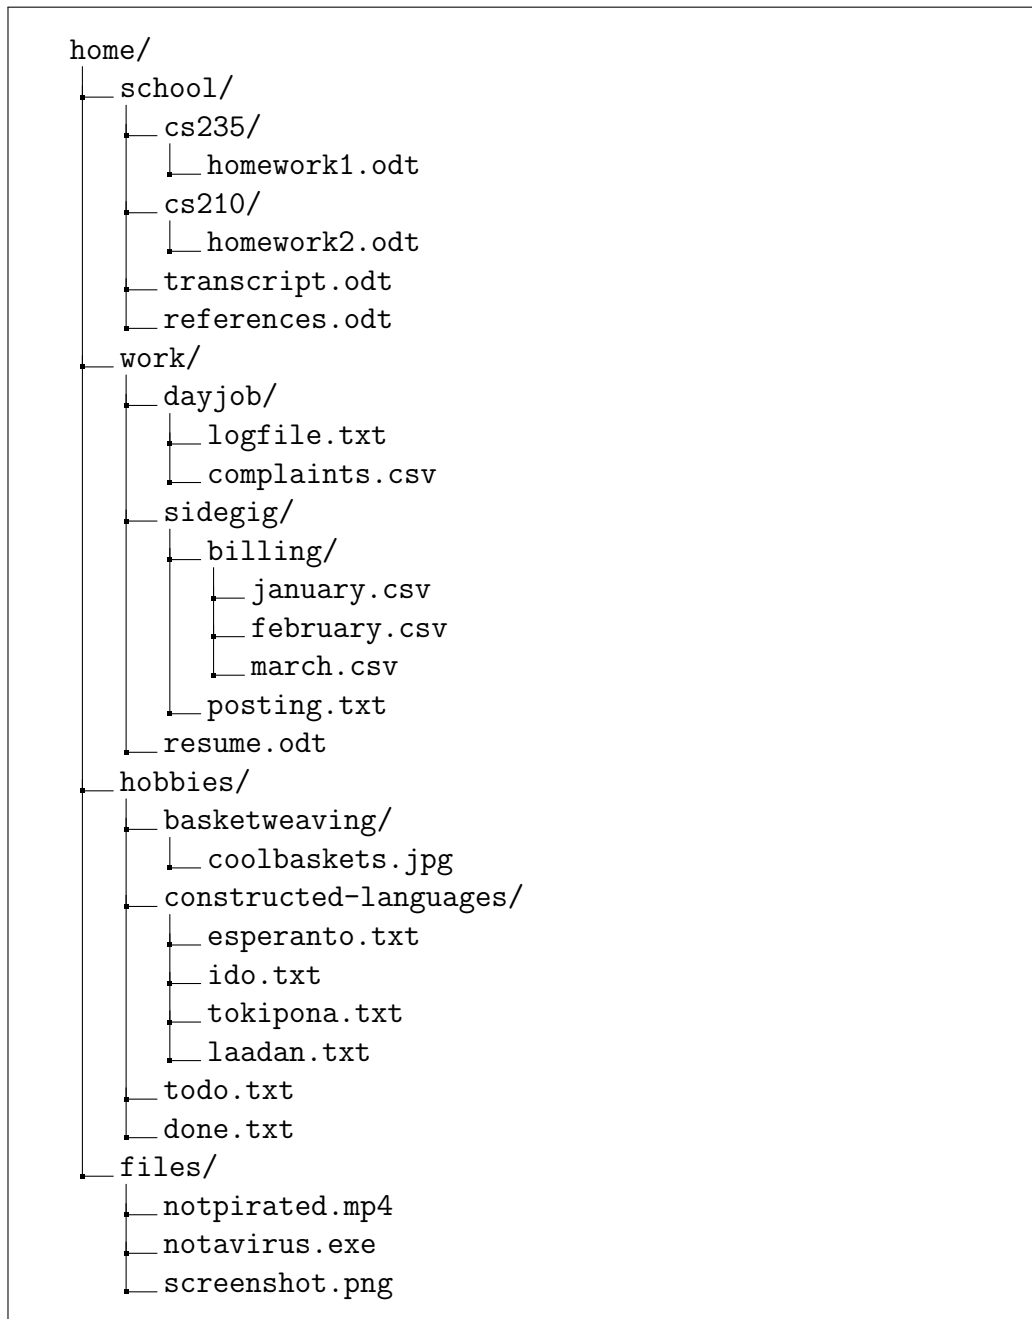 home/
school/
cs235/
homework1.odt
cs210/
homework2.odt
transcript.odt
references.odt
work/
dayjob/
logfile.txt
complaints.csv
sidegig/
billing/
january.csv
february.csv
march.csv
posting.txt
resume.odt
hobbies/
basketweaving/
coolbaskets.jpg
constructed-languages/
esperanto.txt
ido.txt
tokipona.txt
laadan.txt
todo.txt
done.txt
files/
notpirated.mp4
notavirus.exe
screenshot.png